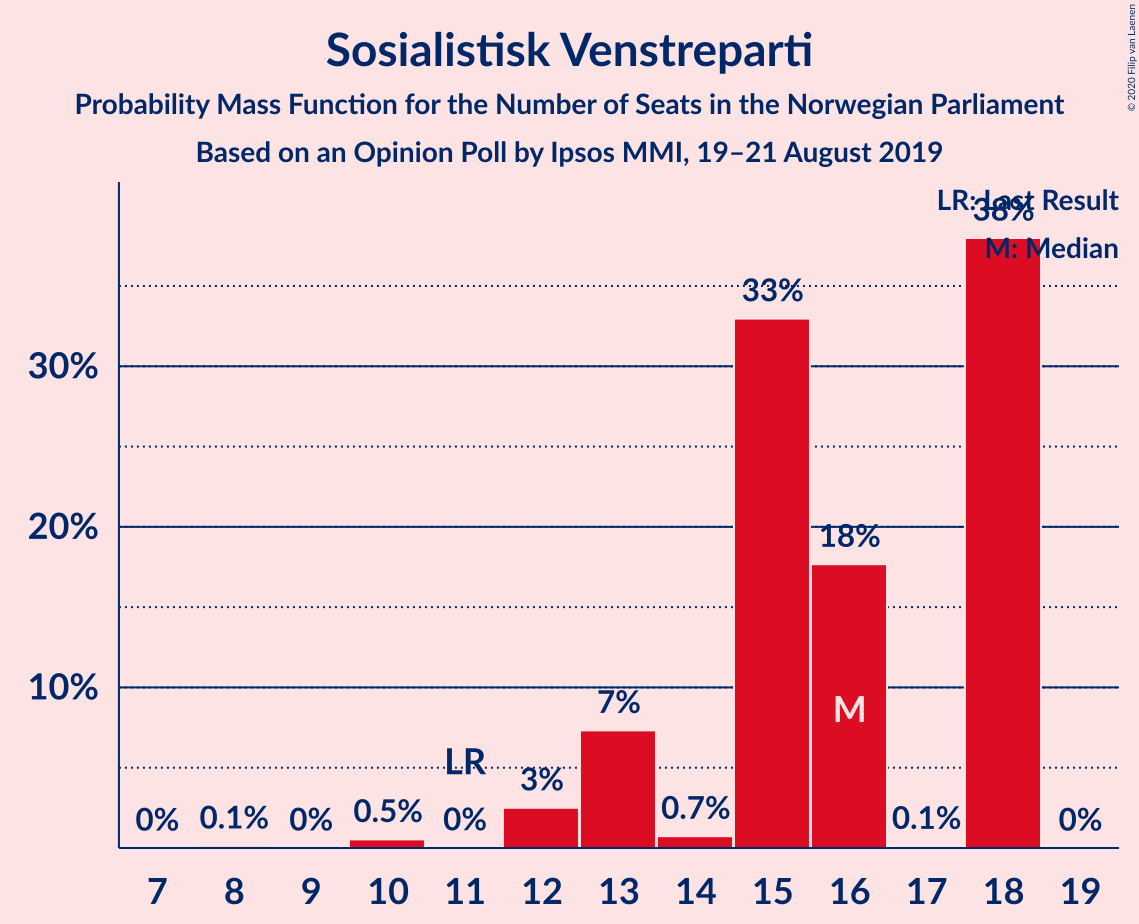 Sosialistisk Venstreparti
Probability Mass Function for the Number of Seats in the Norwegian Parliament
Based on an Opinion Poll by Ipsos MMI, 19–21 August 2019
© 2020 Filip van Laenen
LR: Last Result
M: Median
38%
33%
30%
20%
18%
10%
7%
M
LR
3%
0%
0.1%
0%
0.5%
0%
0.7%
0.1%
0%
7 8 9 10 11 12 13 14 15 16 17 18 19